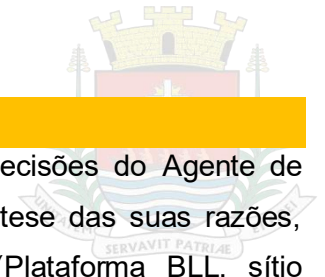 ecisões do Agente de
tese das suas razões,
SERVAVIT PATRIAE
Plataforma BLL, sítio